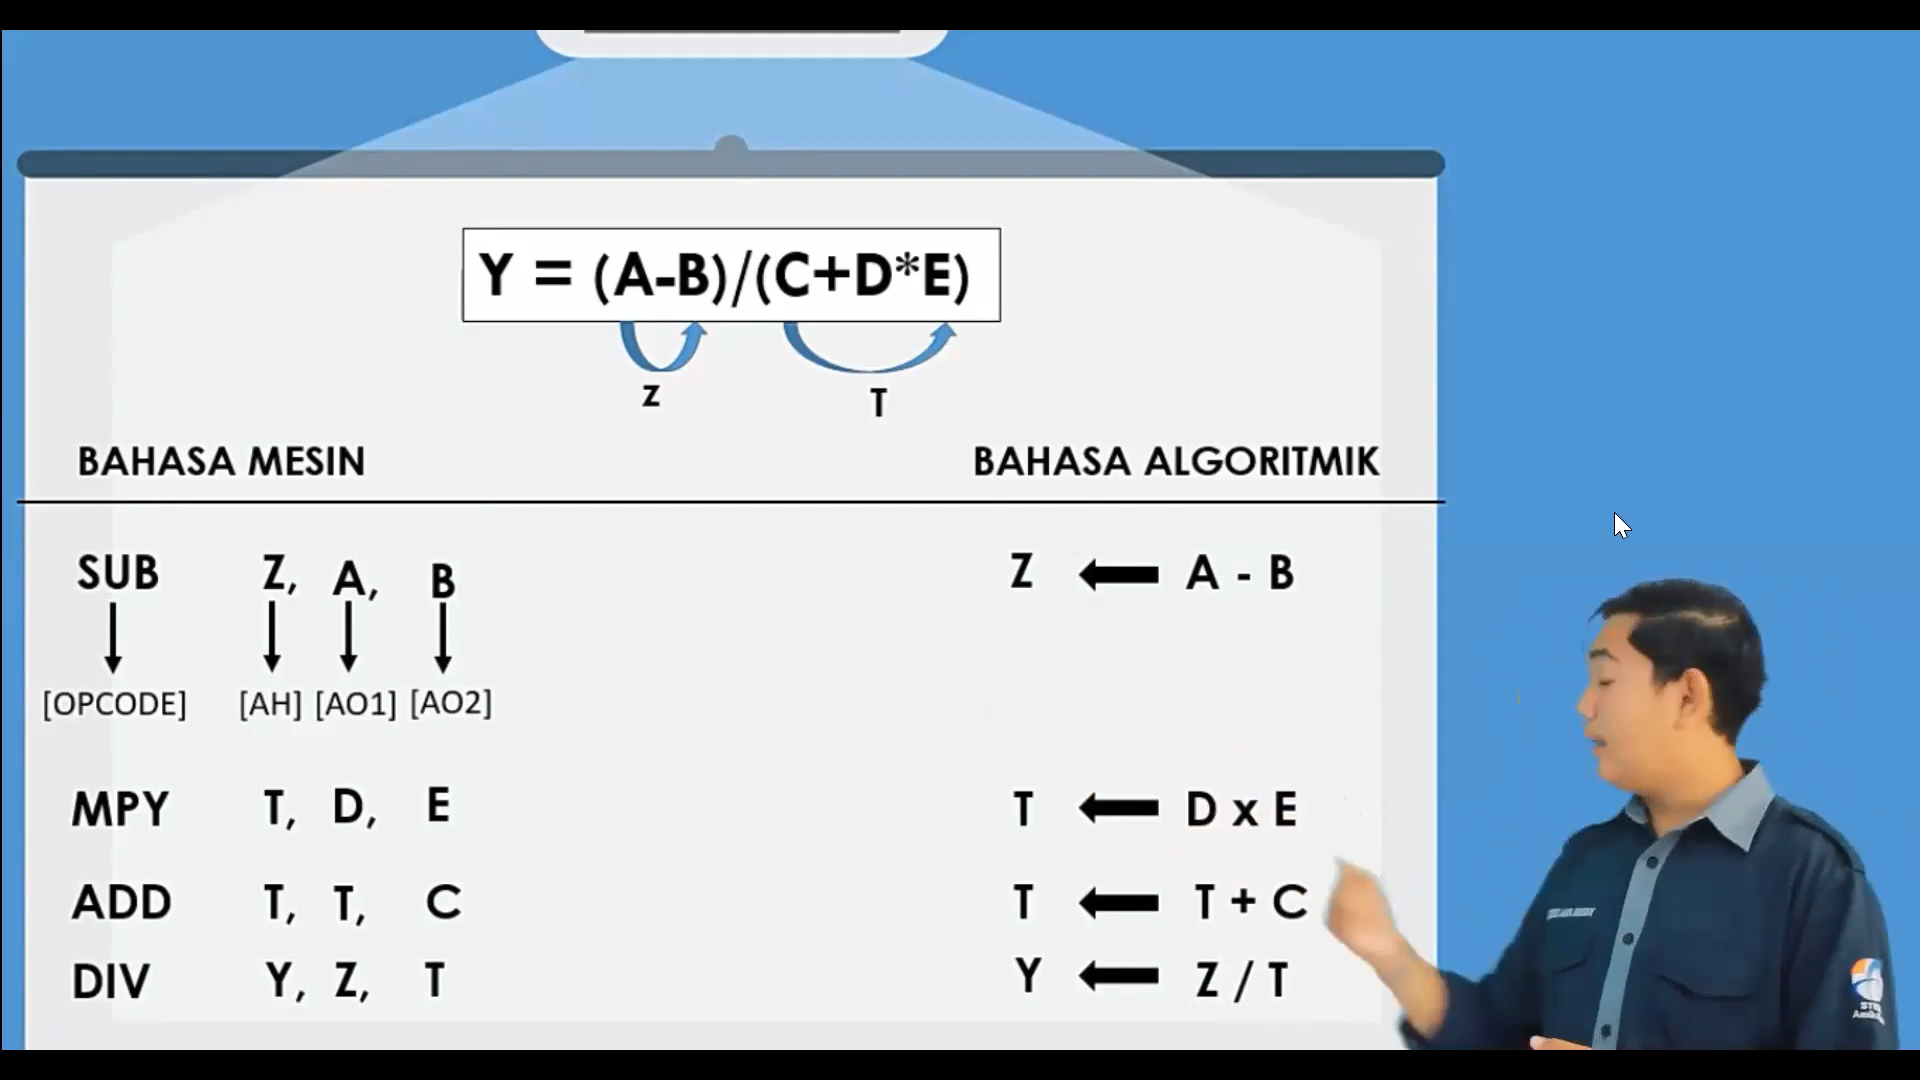 Y = (A-B)/(C+D*E)
z T
BAHASA MESIN BAHASA ALGORITMIK
SUB Z, A, B Z ← A - B
[OPCODE] [AH] [AO1] [AO2]
MPY T, D, E T ← D x E
ADD T, T, C T ← T + C
DIV Y, Z, T Y ← Z / T